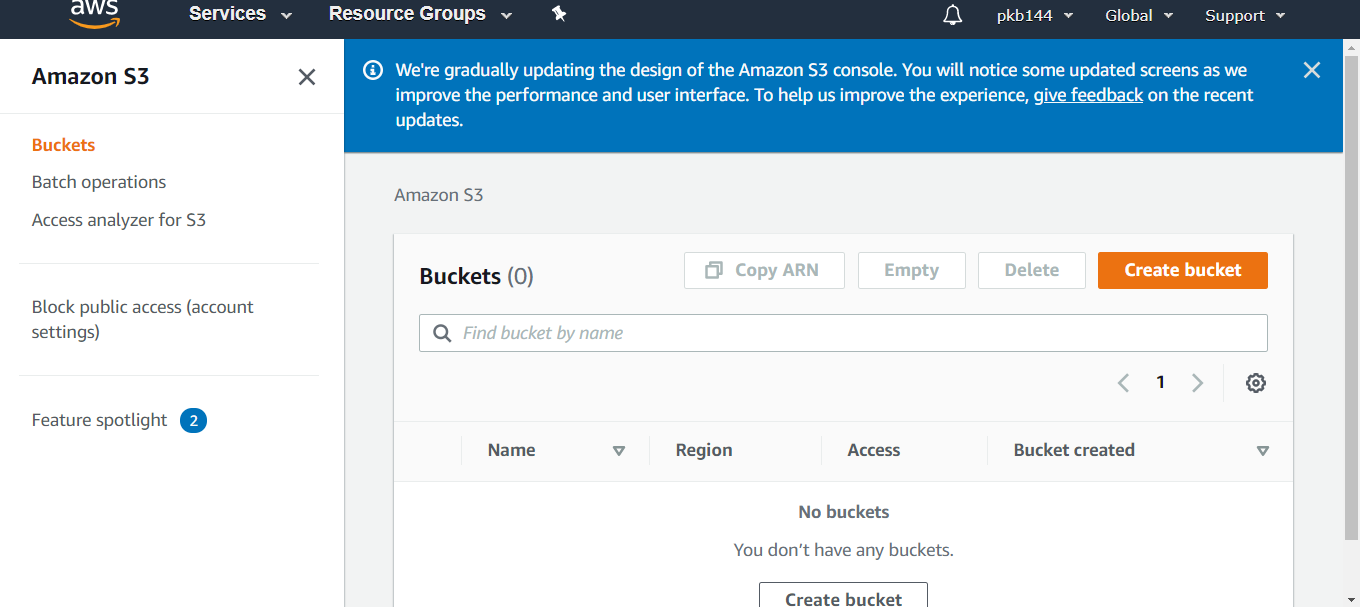 aws Services Resource Groups pkb144 Global Support
Amazon S3
Buckets
Batch operations
Access analyzer for S3
Block public access (account
settings)
Feature spotlight 2
We're gradually updating the design of the Amazon S3 console. You will notice some updated screens as we
improve the performance and user interface. To help us improve the experience, give feedback on the recent
updates.
Amazon S3
Buckets (0) Copy ARN Empty Delete Create bucket
Find bucket by name
1
Name Region Access Bucket created
No buckets
You don’t have any buckets.
Create bucket